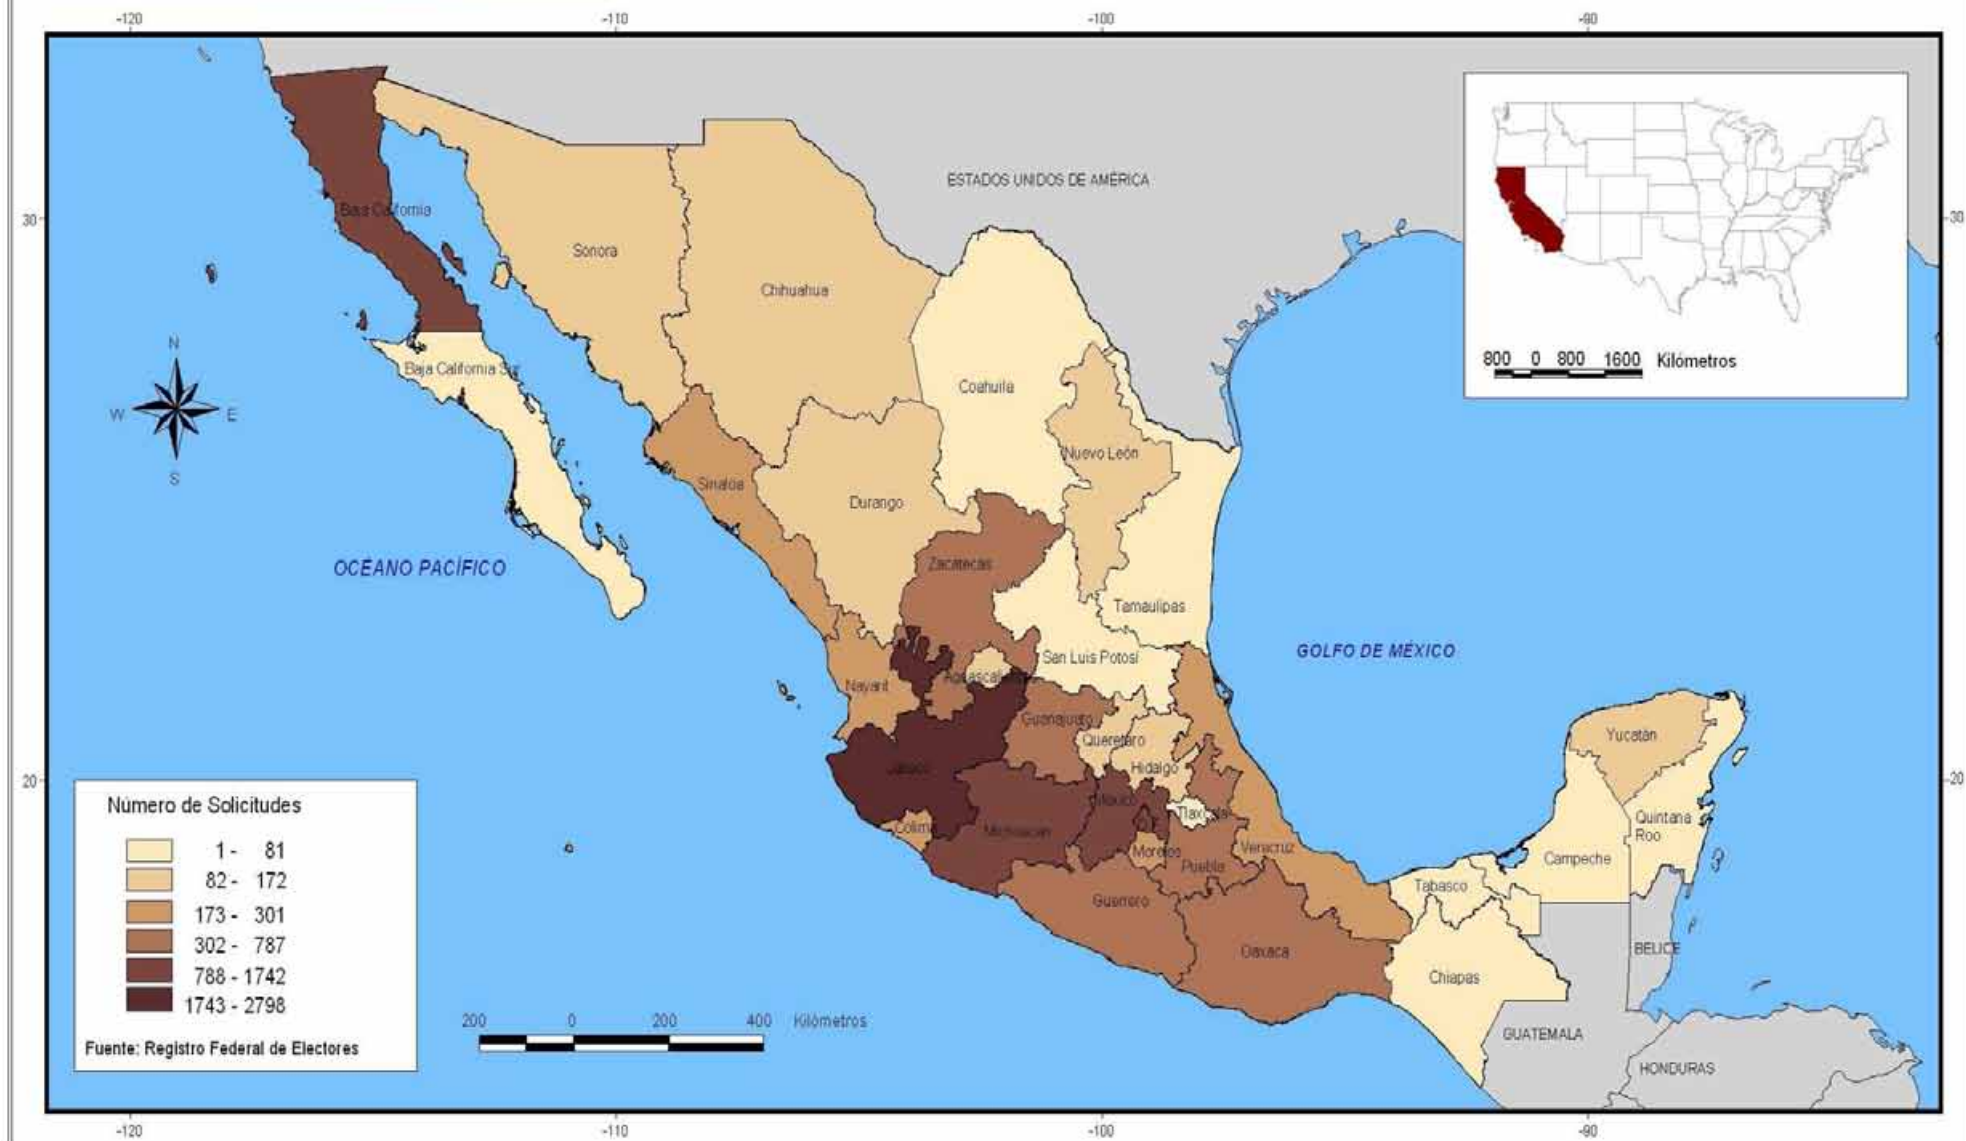 -120 -110 -100 -90
ESTADOS UNIDOS DE AMÉRICA
30 30
Baja California
Sonora
Chihuahua
N
W E
S
800 0 800 1600 Kilómetros
Baja California Sur
Coahuila
Nuevo León
Sinaloa
Durango
OCÉANO PACÍFICO
Zacatecas
Tamaulipas
GOLFO DE MÉXICO
San Luis Potosí
Nayarit
Guanajuato
Querétaro
Yucatán
Hidalgo
Jalisco
20 20
México
Tlaxcala
Quintana
Roo
Colima
Michoacán
Morelos
Veracruz
Puebla
Campeche
Tabasco
Guerrero
Oaxaca
BELICE
Chiapas
GUATEMALA
HONDURAS
Número de Solicitudes
1 - 81
82 - 172
173 - 301
302 - 787
788 - 1742
1743 - 2798
Fuente: Registro Federal de Electores
200 0 200 400 Kilómetros
-120 -110 -100 -90